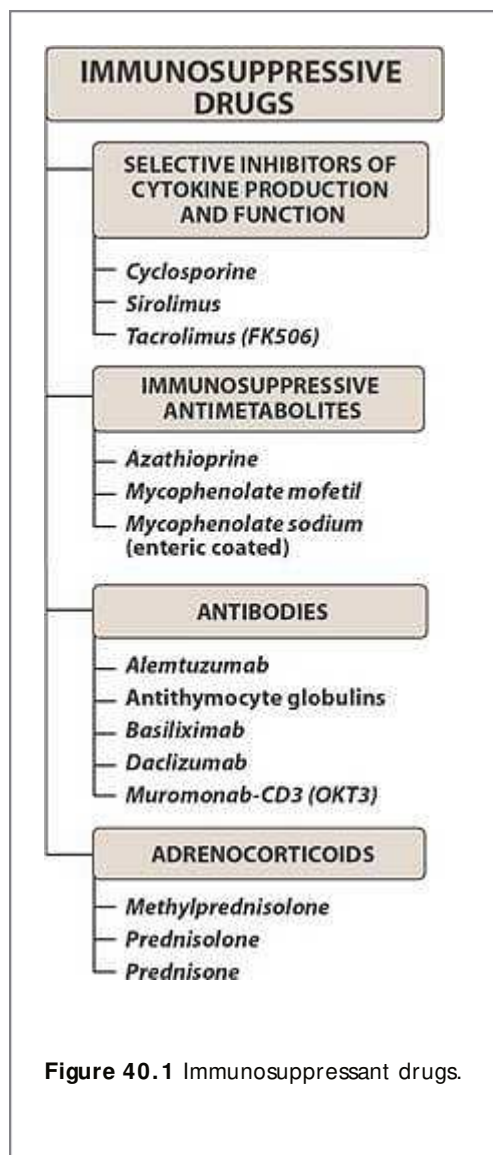 IMMUNOSUPPRESSIVE
DRUGS
SELECTIVE INHIBITORS OF
CYTOKINE PRODUCTION
AND FUNCTION
Cyclosporine
Sirolimus
Tacrolimus (FK506)
IMMUNOSUPPRESSIVE
ANTIMETABOLITES
Azathioprine
Mycophenolate mofetil
Mycophenolate sodium
(enteric coated)
ANTIBODIES
Alemtuzumab
Antithymocyte globulins
Basiliximab
Daclizumab
Muromonab-CD3 (OKT3)
ADRENOCORTICOIDS
Methylprednisolone
Prednisolone
Prednisone
Figure 40.1 Immunosuppressant drugs.